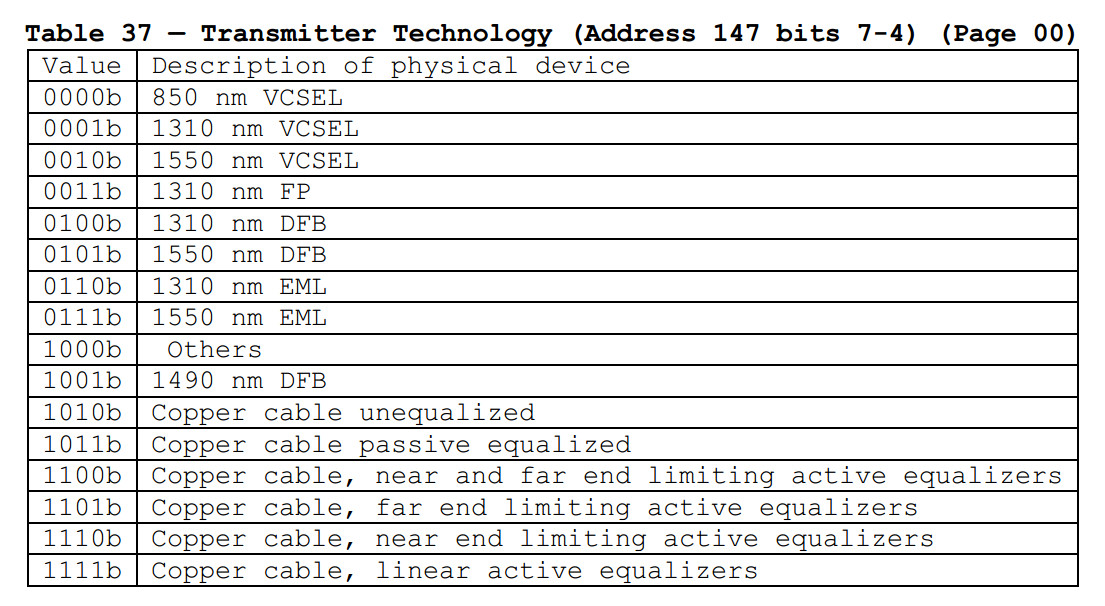 Table 37 — Transmitter Technology (Address 147 bits 7-4) (Page 00)
Value Description of physical device
0000b 850 nm VCSEL
0001b 1310 nm VCSEL
0010b 1550 nm VCSEL
0011b 1310 nm FP
0100b 1310 nm DFB
0101b 1550 nm DFB
0110b 1310 nm EML
0111b 1550 nm EML
1000b Others
1001b 1490 nm DFB
1010b Copper cable unequalized
1011b Copper cable passive equalized
1100b Copper cable, near and far end limiting active equalizers
1101b Copper cable, far end limiting active equalizers
1110b Copper cable, near end limiting active equalizers
1111b Copper cable, linear active equalizers